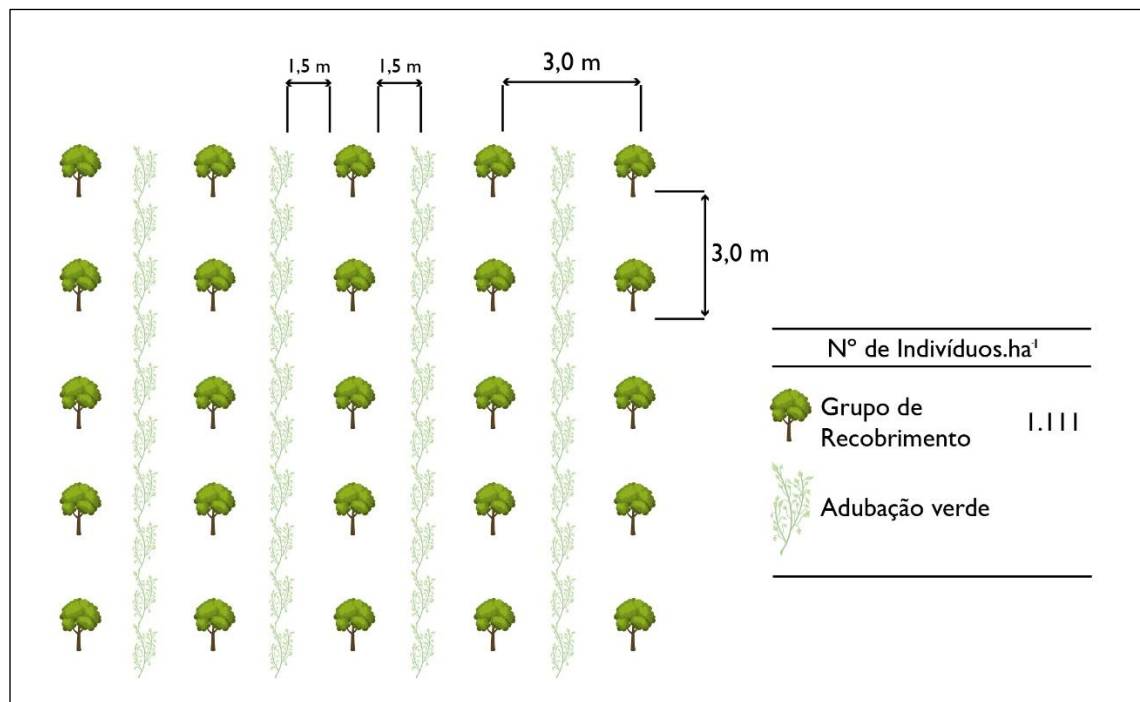 1,5 m
1,5 m
3,0 m
3,0 m
Nº de Indivíduos.ha⁻¹
Grupo de
Recobrimento
1.111
Adubação verde